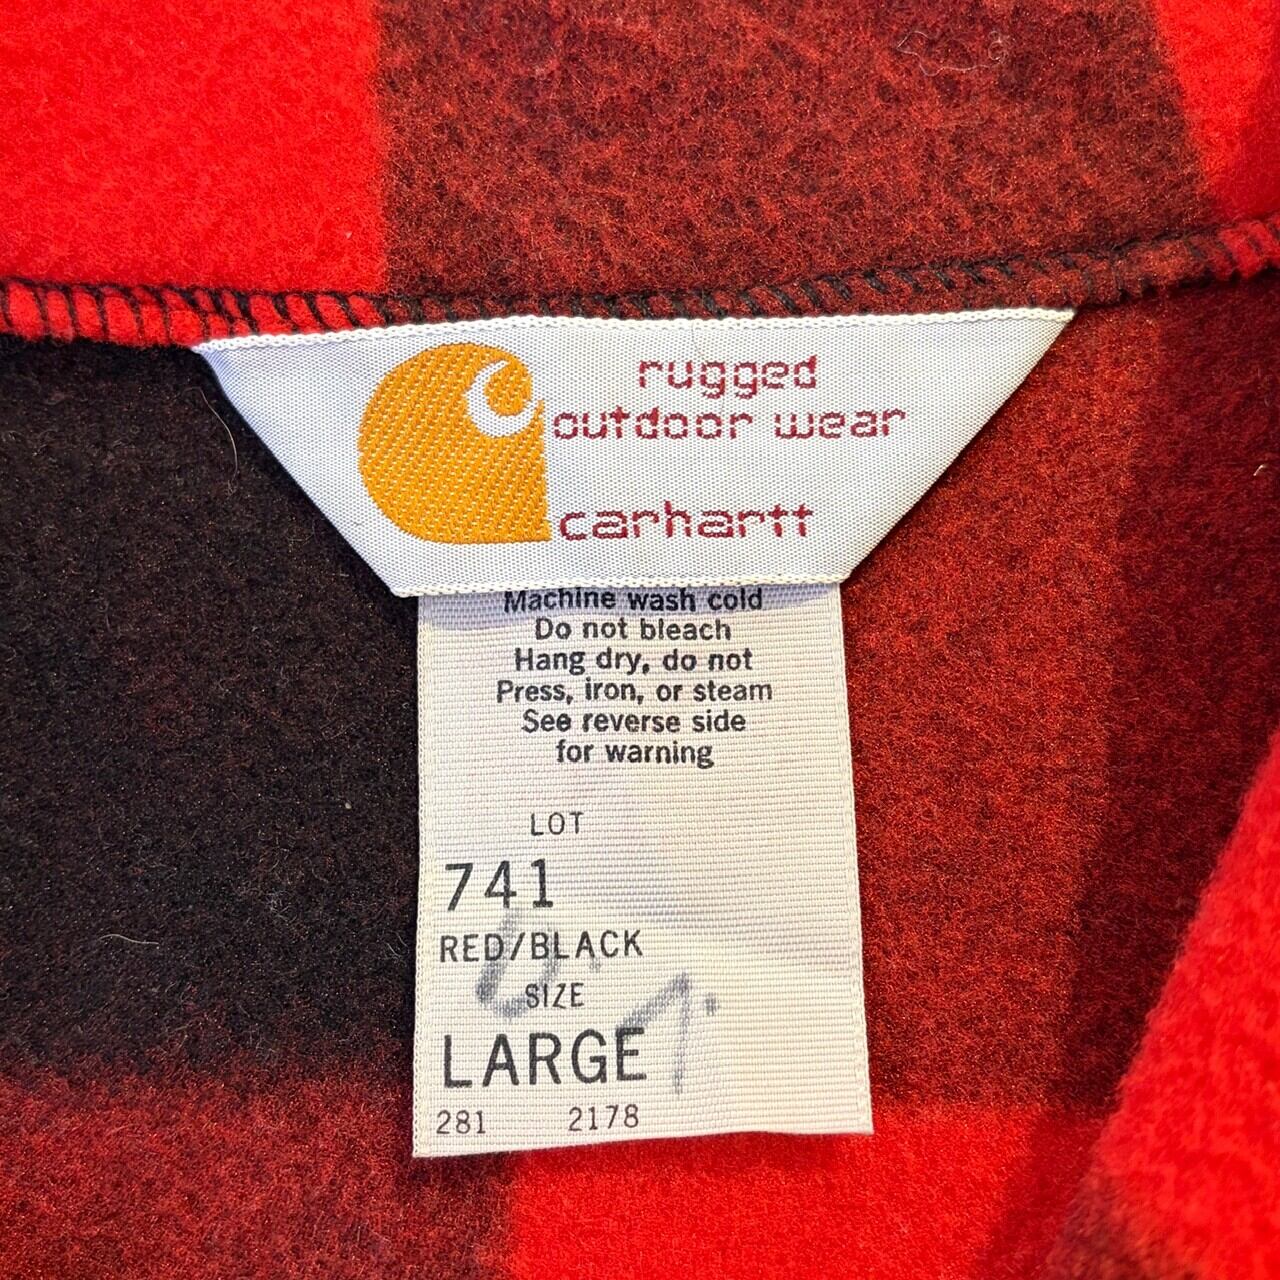 rugged
outdoor wear
carhartt
Machine wash cold
Do not bleach
Hang dry, do not
Press, iron, or steam
See reverse side
for warning
LOT
741
RED/BLACK
SIZE
LARGE
281 2178